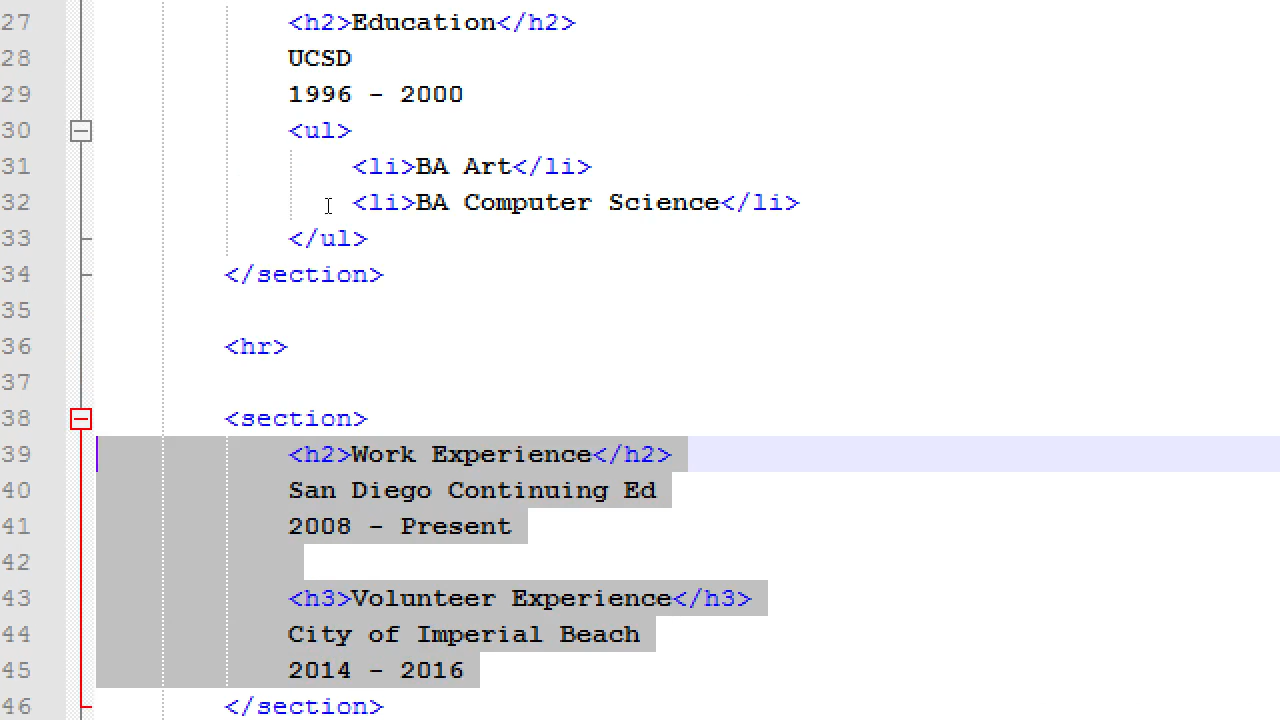 27 <h2>Education</h2>
28 UCSD
29 1996 - 2000
30 <ul>
31 <li>BA Art</li>
32 <li>BA Computer Science</li>
33 </ul>
34 </section>
35
36 <hr>
37
38 <section>
39 <h2>Work Experience</h2>
40 San Diego Continuing Ed
41 2008 - Present
42
43 <h3>Volunteer Experience</h3>
44 City of Imperial Beach
45 2014 - 2016
46 </section>